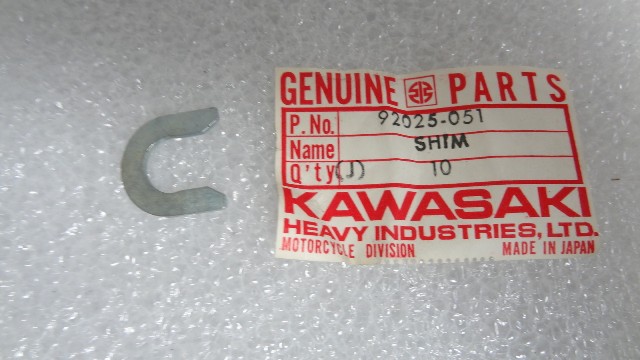 GENUINE PARTS
P. No. 92025-051
Name SHIM
Q'ty (J) 10
KAWASAKI
HEAVY INDUSTRIES, LTD.
MOTORCYCLE DIVISION MADE IN JAPAN